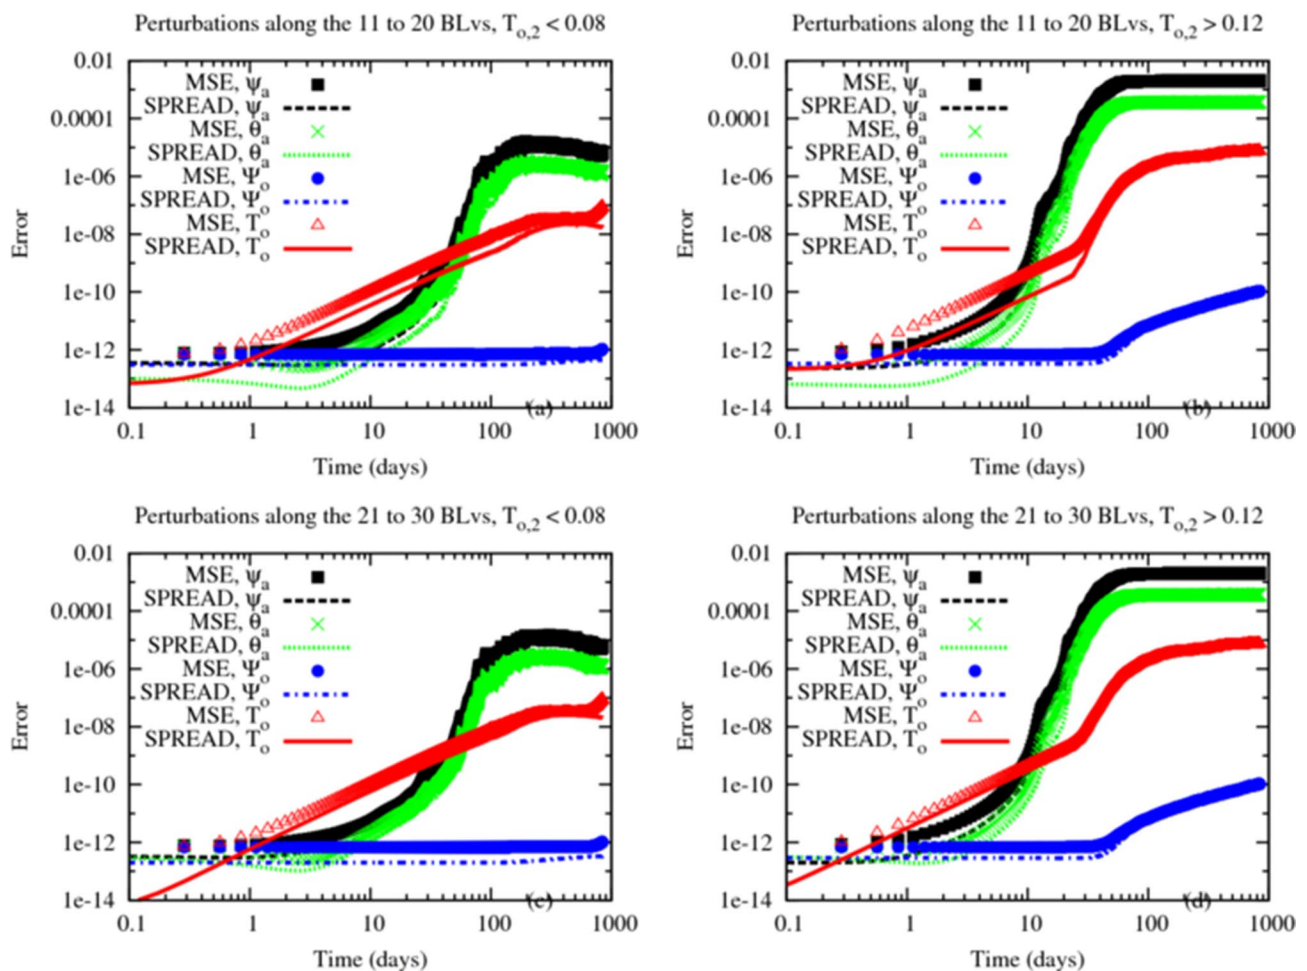 Perturbations along the 11 to 20 BLvs, To,2 < 0.08
0.01
0.0001
1e-06
1e-08
1e-10
1e-12
1e-14
Error
MSE, ψa
SPREAD, ψa
MSE, θa
SPREAD, θa
MSE, Ψo
SPREAD, Ψo
MSE, To
SPREAD, To
(a)
0.1 1 10 100 1000
Time (days)
Perturbations along the 11 to 20 BLvs, To,2 > 0.12
0.01
0.0001
1e-06
1e-08
1e-10
1e-12
1e-14
Error
MSE, ψa
SPREAD, ψa
MSE, θa
SPREAD, θa
MSE, Ψo
SPREAD, Ψo
MSE, To
SPREAD, To
(b)
0.1 1 10 100 1000
Time (days)
Perturbations along the 21 to 30 BLvs, To,2 < 0.08
0.01
0.0001
1e-06
1e-08
1e-10
1e-12
1e-14
Error
MSE, ψa
SPREAD, ψa
MSE, θa
SPREAD, θa
MSE, Ψo
SPREAD, Ψo
MSE, To
SPREAD, To
(c)
0.1 1 10 100 1000
Time (days)
Perturbations along the 21 to 30 BLvs, To,2 > 0.12
0.01
0.0001
1e-06
1e-08
1e-10
1e-12
1e-14
Error
MSE, ψa
SPREAD, ψa
MSE, θa
SPREAD, θa
MSE, Ψo
SPREAD, Ψo
MSE, To
SPREAD, To
(d)
0.1 1 10 100 1000
Time (days)